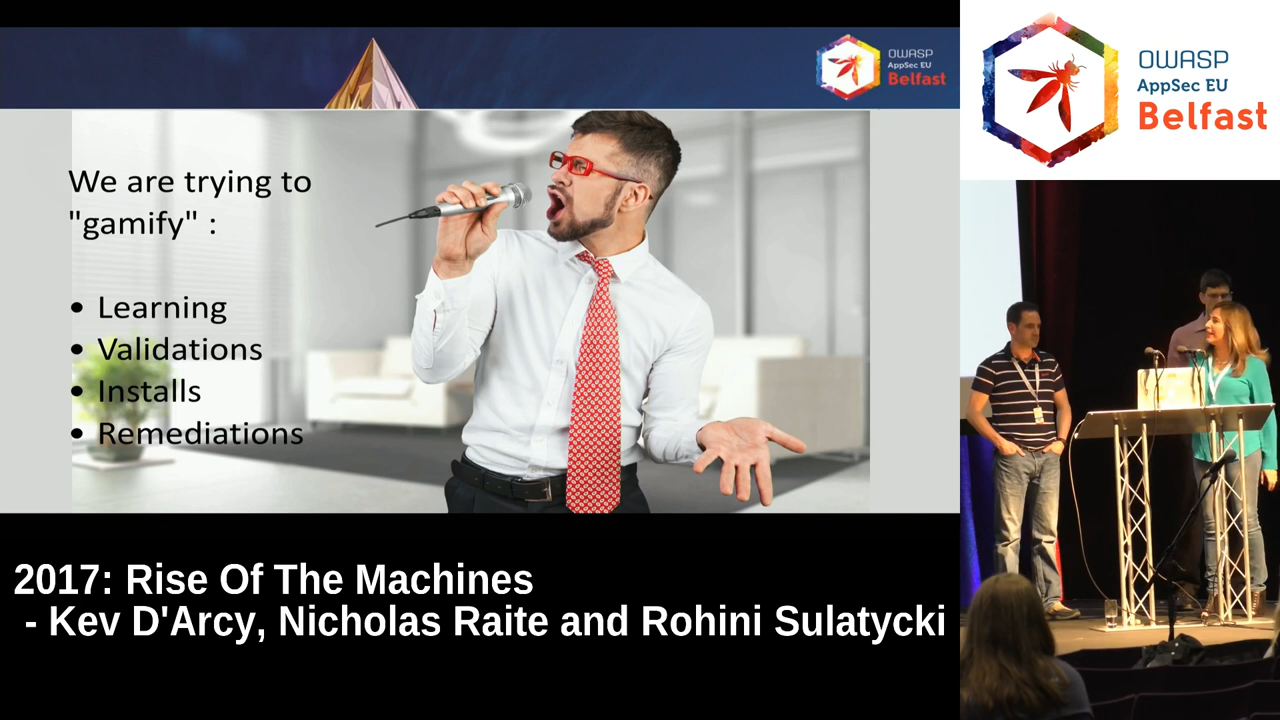 OWASP
AppSec EU
Belfast
OWASP
AppSec EU
Belfast
We are trying to
"gamify" :
• Learning
• Validations
• Installs
• Remediations
2017: Rise Of The Machines
- Kev D'Arcy, Nicholas Raite and Rohini Sulatycki